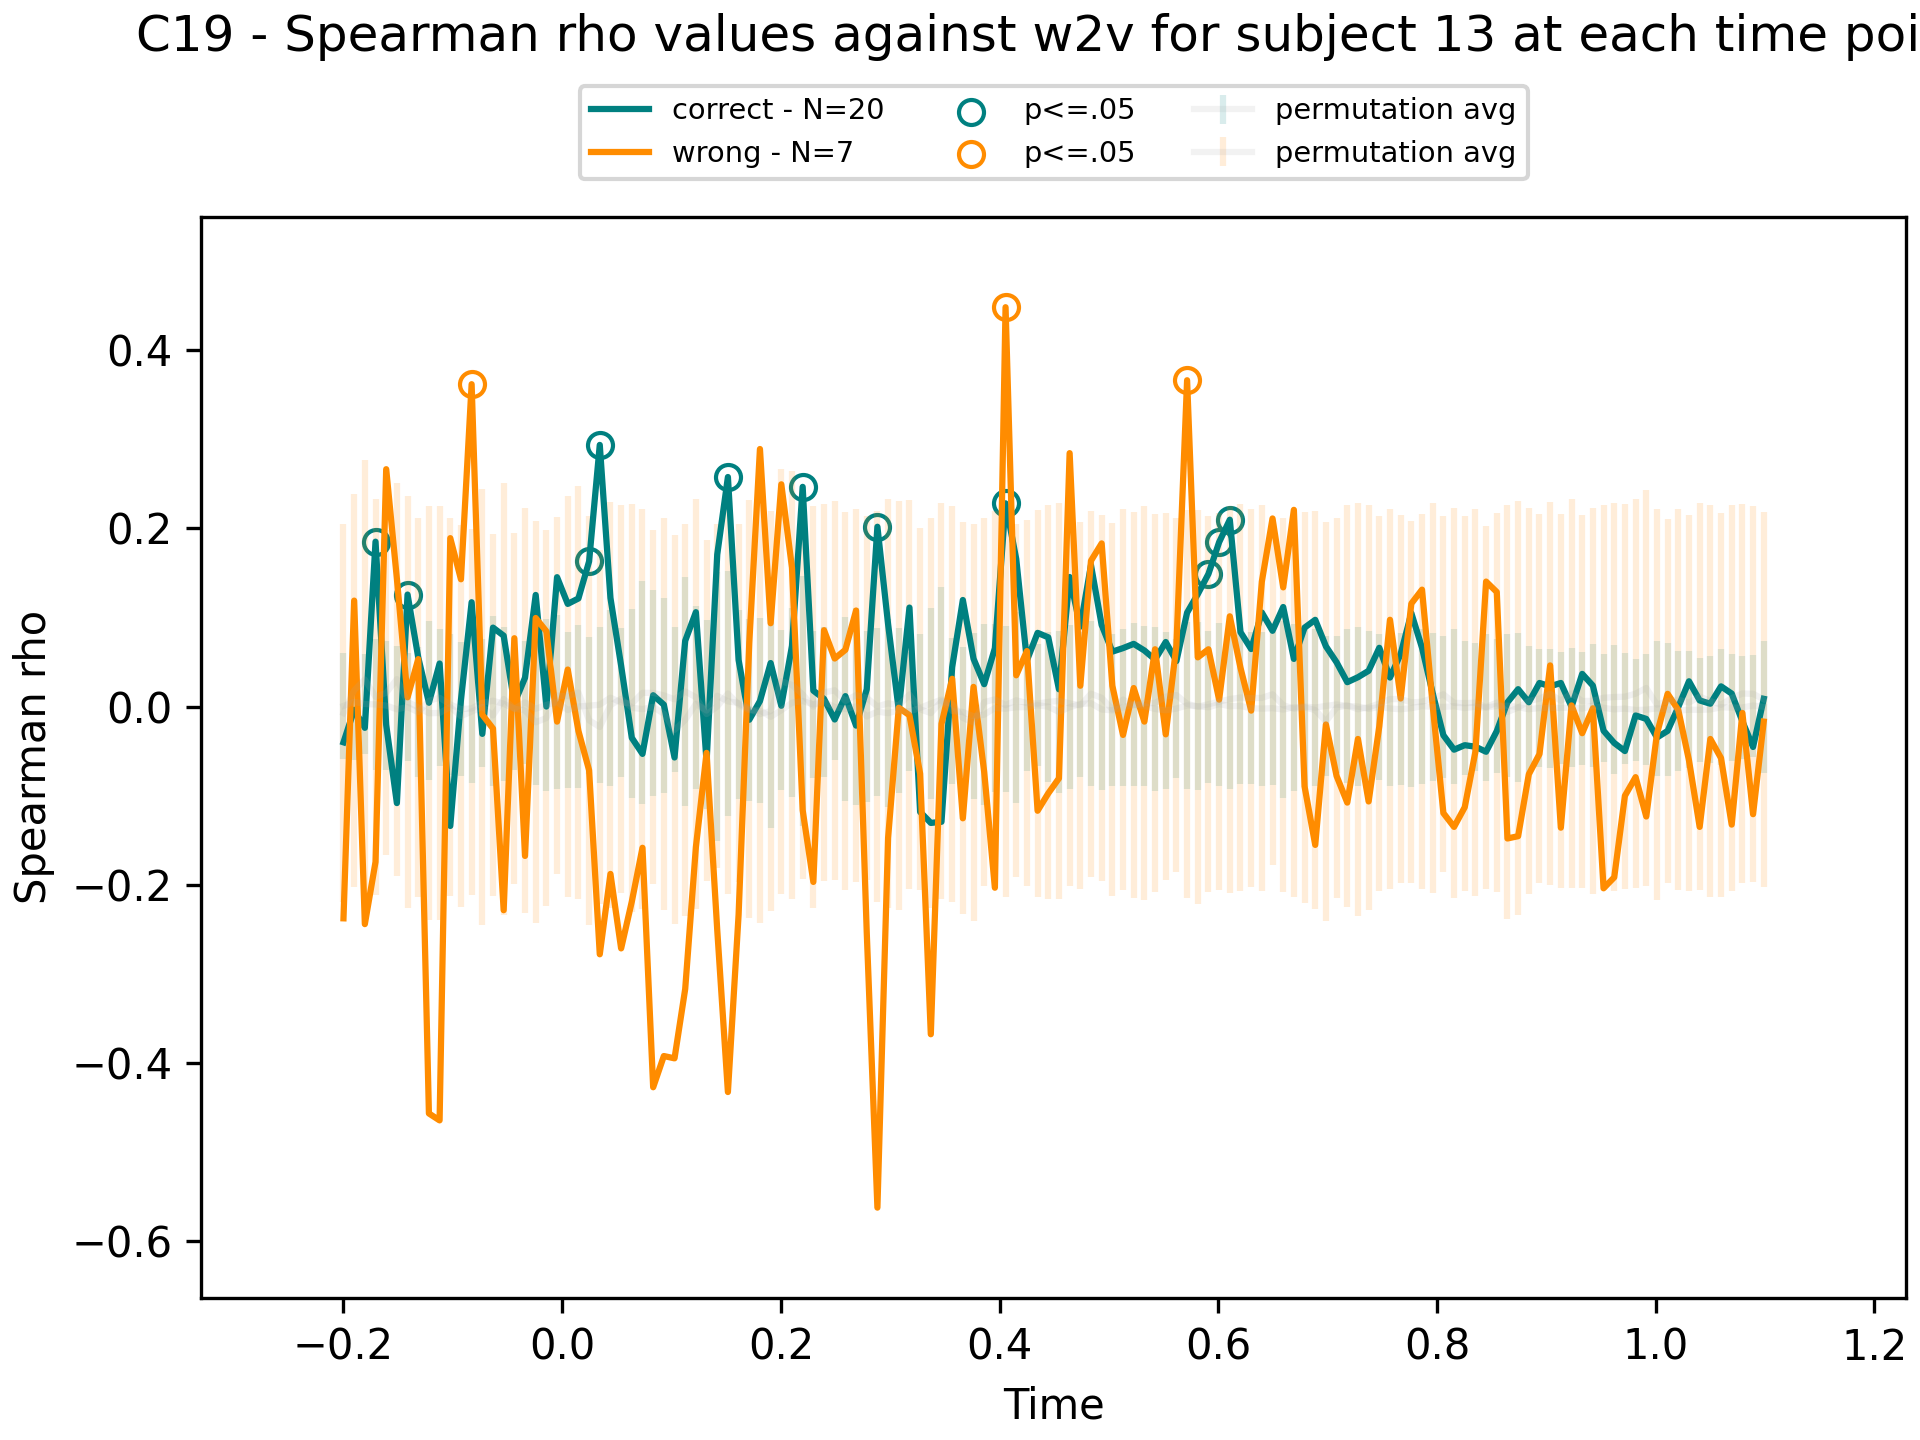 C19 - Spearman rho values against w2v for subject 13 at each time poi
correct - N=20 p<=.05 permutation avg
wrong - N=7 p<=.05 permutation avg
Spearman rho
0.4
0.2
0.0
−0.2
−0.4
−0.6
−0.2 0.0 0.2 0.4 0.6 0.8 1.0 1.2
Time